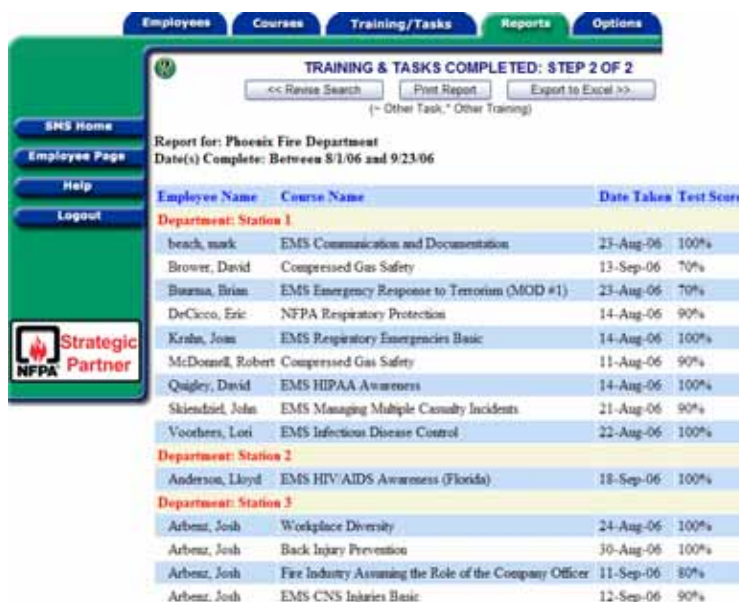 Employees Courses Training/Tasks Reports Options
TRAINING & TASKS COMPLETED: STEP 2 OF 2
<< Revise Search Print Report Export to Excel >>
(~ Other Task,* Other Training)
SMS Home
Employee Page
Help
Logout
Strategic
Partner
NFPA
Report for: Phoenix Fire Department
Date(s) Complete: Between 8/1/06 and 9/23/06
Employee Name Course Name Date Taken Test Score
Department: Station 1
beach, mark EMS Communication and Documentation 23-Aug-06 100%
Brower, David Compressed Gas Safety 13-Sep-06 70%
Brian EMS Emergency Response to Terrorism (MOD #1) 23-Aug-06 70%
DeCicco, Eric NFPA Respiratory Protection 14-Aug-06 90%
Krahn, Joan EMS Respiratory Emergencies Basic 14-Aug-06 100%
McDonnell, Robert Compressed Gas Safety 11-Aug-06 90%
Quigley, David EMS HIPAA Awareness 14-Aug-06 100%
Skiendziel, John EMS Managing Multiple Casualty Incidents 21-Aug-06 90%
Voorhees, Lori EMS Infectious Disease Control 22-Aug-06 100%
Department: Station 2
Anderson, Lloyd EMS HIV/AIDS Awareness (Florida) 18-Sep-06 100%
Department: Station 3
Arbenz, Josh Workplace Diversity 24-Aug-06 100%
Arbenz, Josh Back Injury Prevention 30-Aug-06 100%
Arbenz, Josh Fire Industry Assuming the Role of the Company Officer 11-Sep-06 80%
Arbenz, Josh EMS CNS Injuries Basic 12-Sep-06 90%